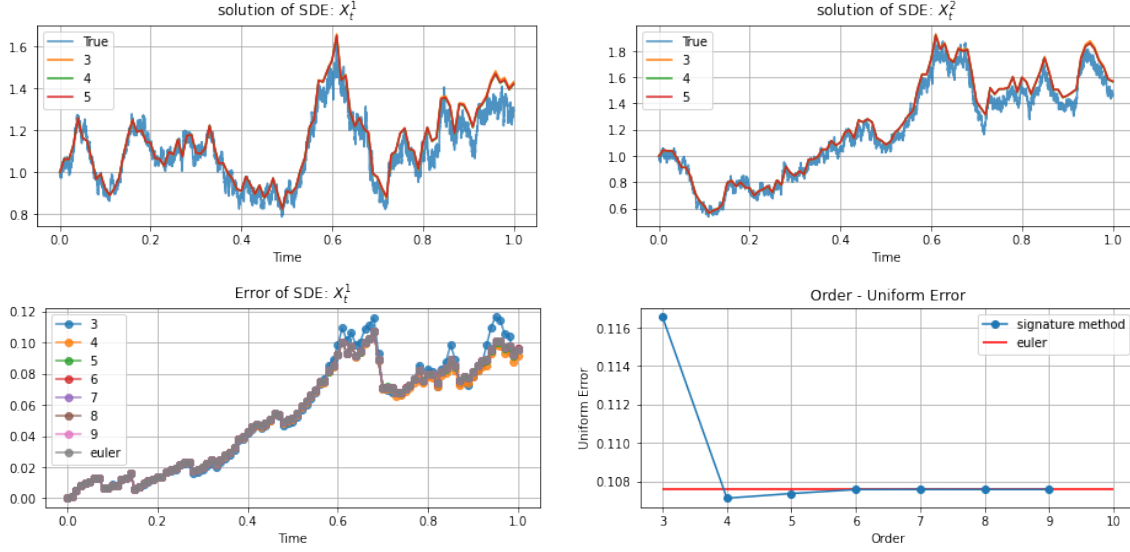 solution of SDE: X_t^1
True
3
4
5
1.6
1.4
1.2
1.0
0.8
0.0 0.2 0.4 0.6 0.8 1.0
Time
solution of SDE: X_t^2
True
3
4
5
1.8
1.6
1.4
1.2
1.0
0.8
0.6
0.0 0.2 0.4 0.6 0.8 1.0
Time
Error of SDE: X_t^1
3
4
5
6
7
8
9
euler
0.12
0.10
0.08
0.06
0.04
0.02
0.00
0.0 0.2 0.4 0.6 0.8 1.0
Time
Order - Uniform Error
signature method
euler
Uniform Error
0.116
0.114
0.112
0.110
0.108
3 4 5 6 7 8 9 10
Order